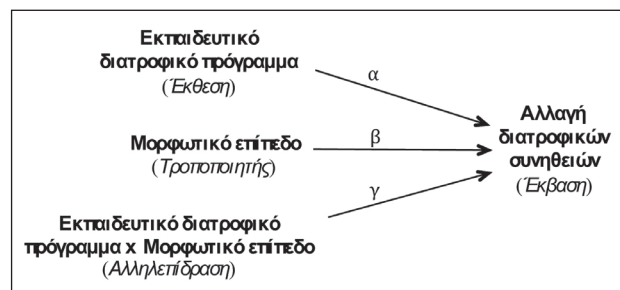 Εκπαιδευτικό
διατροφικό πρόγραμμα
(Έκθεση)
α
Αλλαγή
διατροφικών
συνηθειών
(Έκβαση)
Μορφωτικό επίπεδο
(Τροποποιητής)
β
γ
Εκπαιδευτικό διατροφικό
πρόγραμμα x Μορφωτικό επίπεδο
(Αλληλεπίδραση)